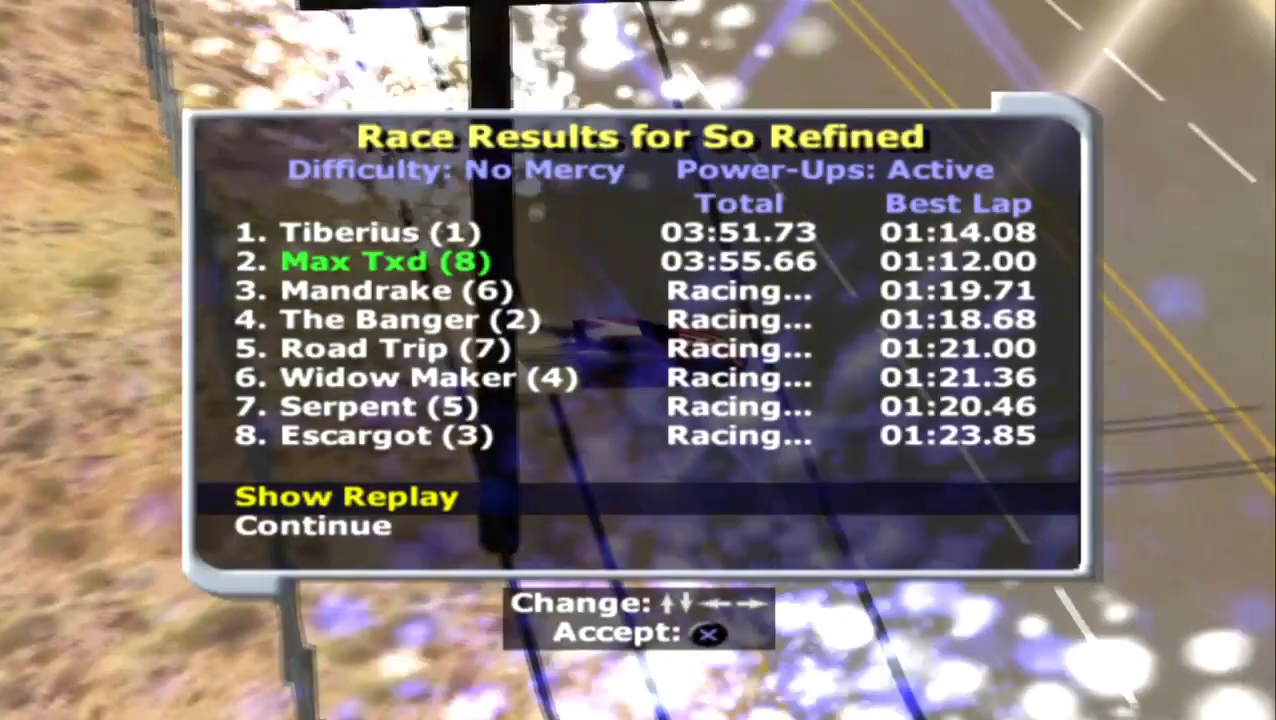 Race Results for So Refined
Difficulty: No Mercy Power-Ups: Active
Total Best Lap
1. Tiberius (1) 03:51.73 01:14.08
2. Max Txd (8) 03:55.66 01:12.00
3. Mandrake (6) Racing... 01:19.71
4. The Banger (2) Racing... 01:18.68
5. Road Trip (7) Racing... 01:21.00
6. Widow Maker (4) Racing... 01:21.36
7. Serpent (5) Racing... 01:20.46
8. Escargot (3) Racing... 01:23.85
Show Replay
Continue
Change:
Accept: